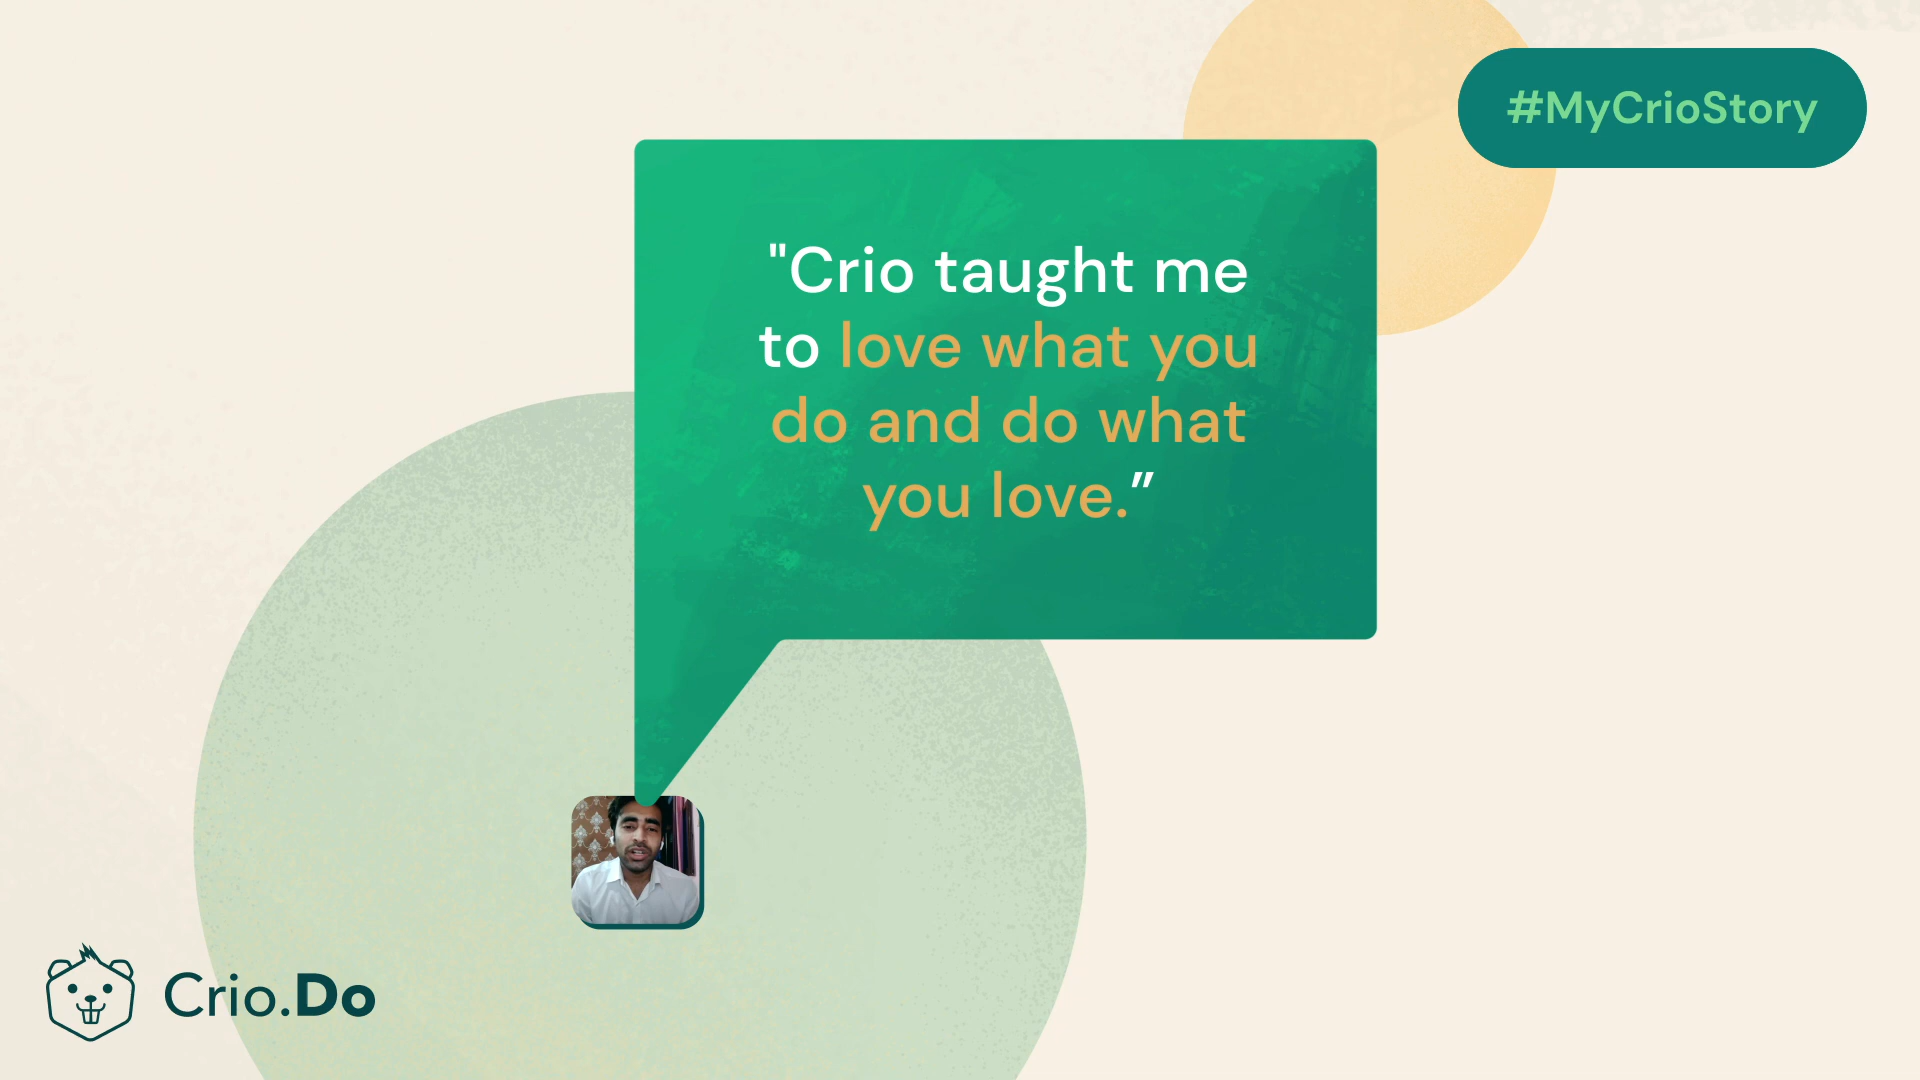 #MyCrioStory
"Crio taught me
to love what you
do and do what
you love.”
Crio.Do